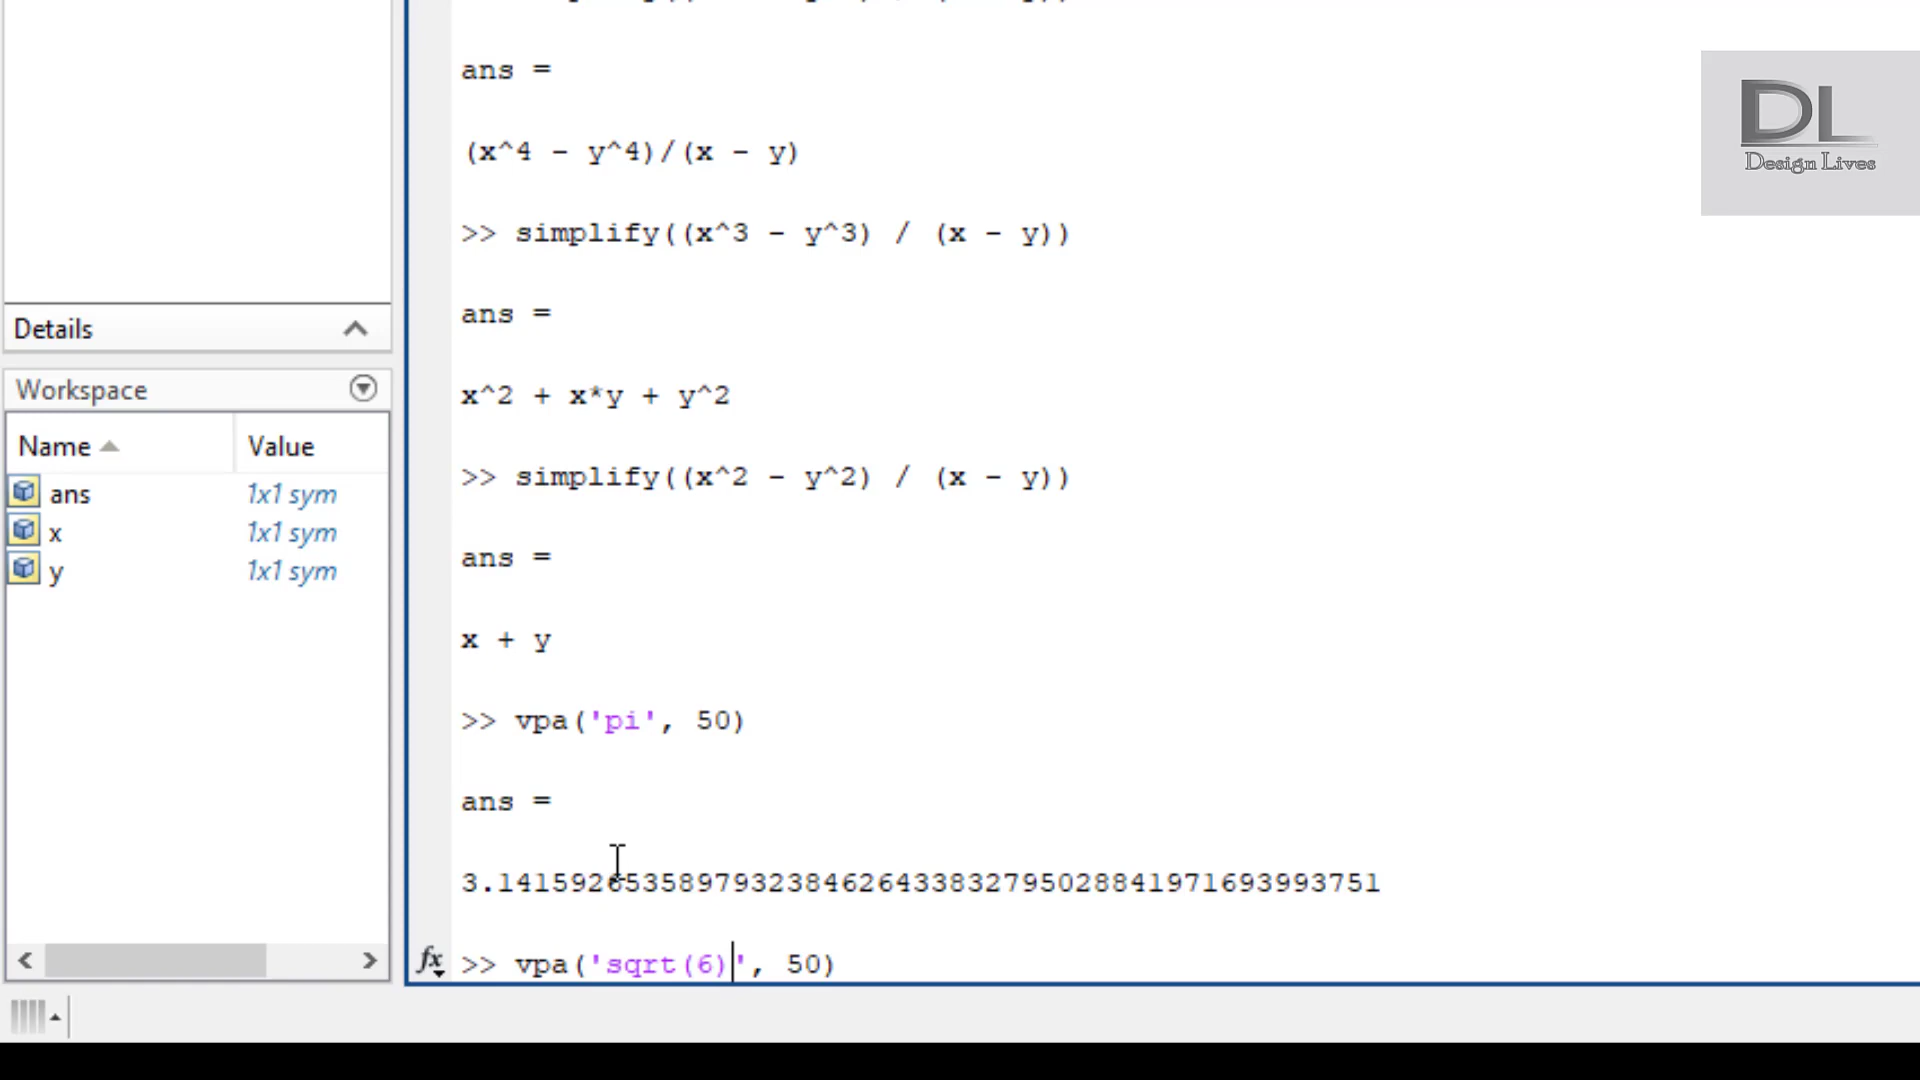 ans =
(x^4 - y^4)/(x - y)
>> simplify((x^3 - y^3) / (x - y))
ans =
x^2 + x*y + y^2
>> simplify((x^2 - y^2) / (x - y))
ans =
x + y
>> vpa('pi', 50)
ans =
3.1415926535897932384626433832795028841971693993751
fx >> vpa('sqrt(6)', 50)
Details
Workspace
Name Value
ans 1x1 sym
x 1x1 sym
y 1x1 sym
DL
Design Lives